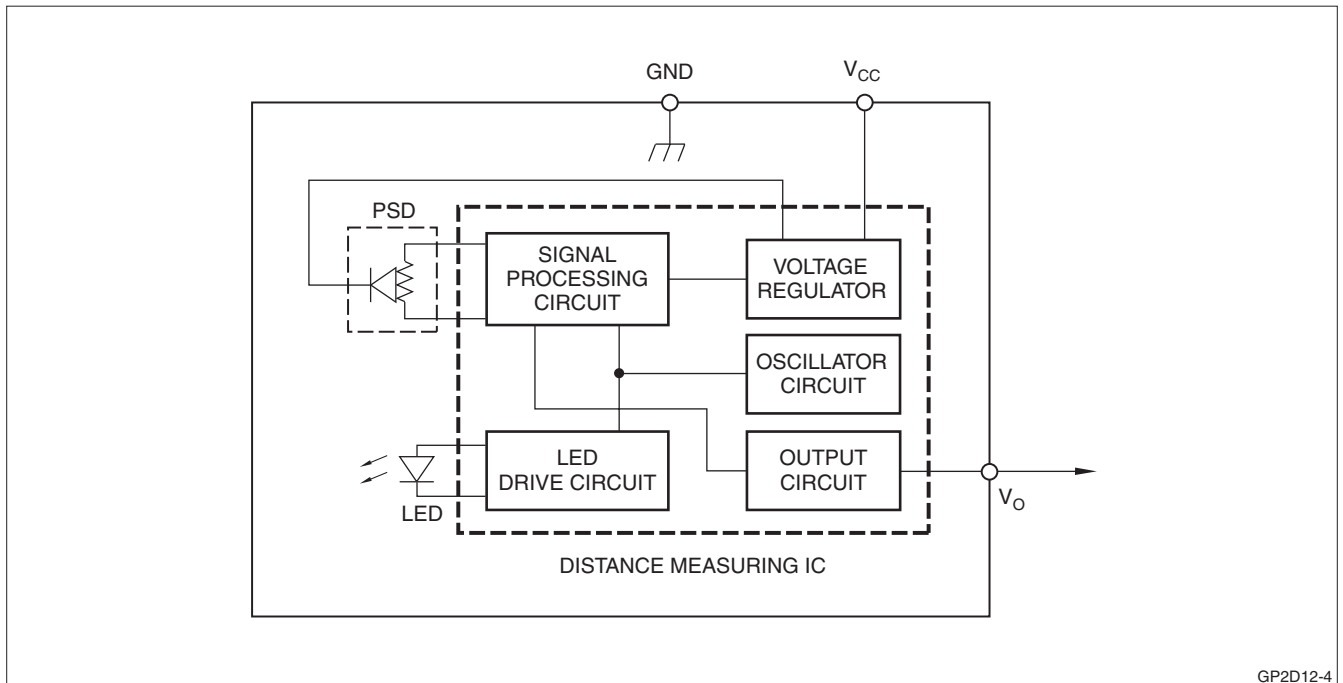 GND
VCC
PSD
SIGNAL
PROCESSING
CIRCUIT
VOLTAGE
REGULATOR
OSCILLATOR
CIRCUIT
LED
DRIVE CIRCUIT
OUTPUT
CIRCUIT
LED
VO
DISTANCE MEASURING IC
GP2D12-4